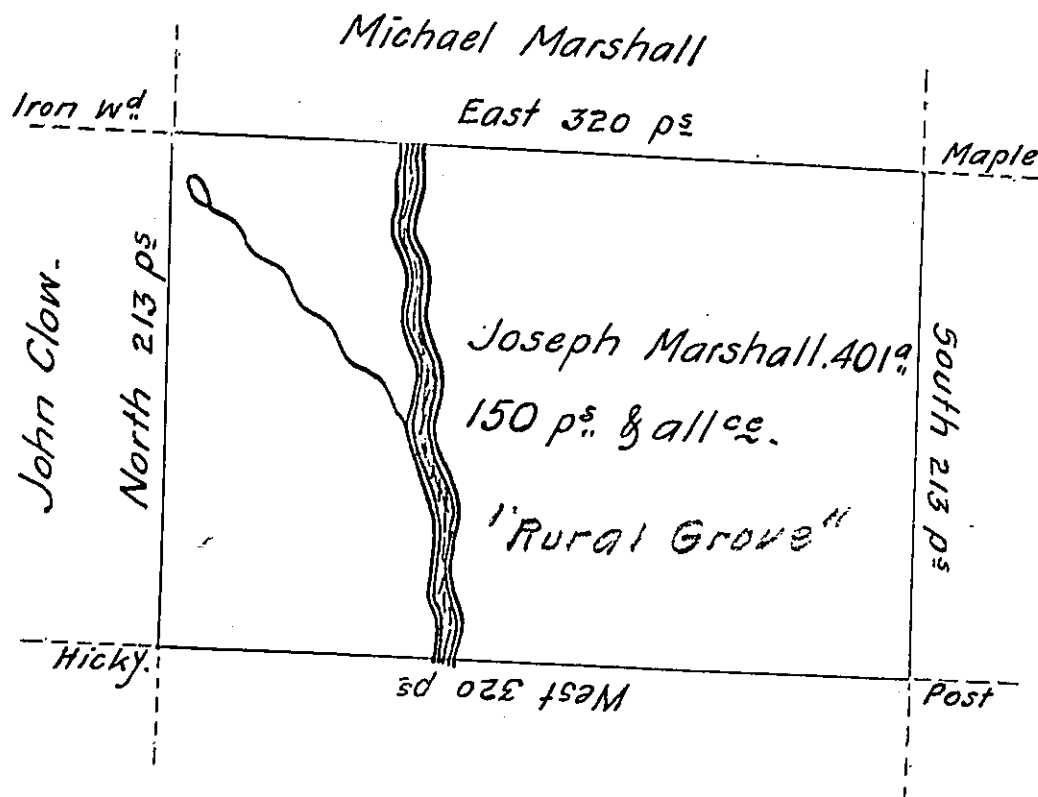 Michael Marshall
Iron Wd
East 320 ps
Maple
John Clow.
North 213 ps
Joseph Marshall. 401a
150 ps & allce.
"Rural Grove"
South 213 ps
Hicky.
West 320 ps
Post